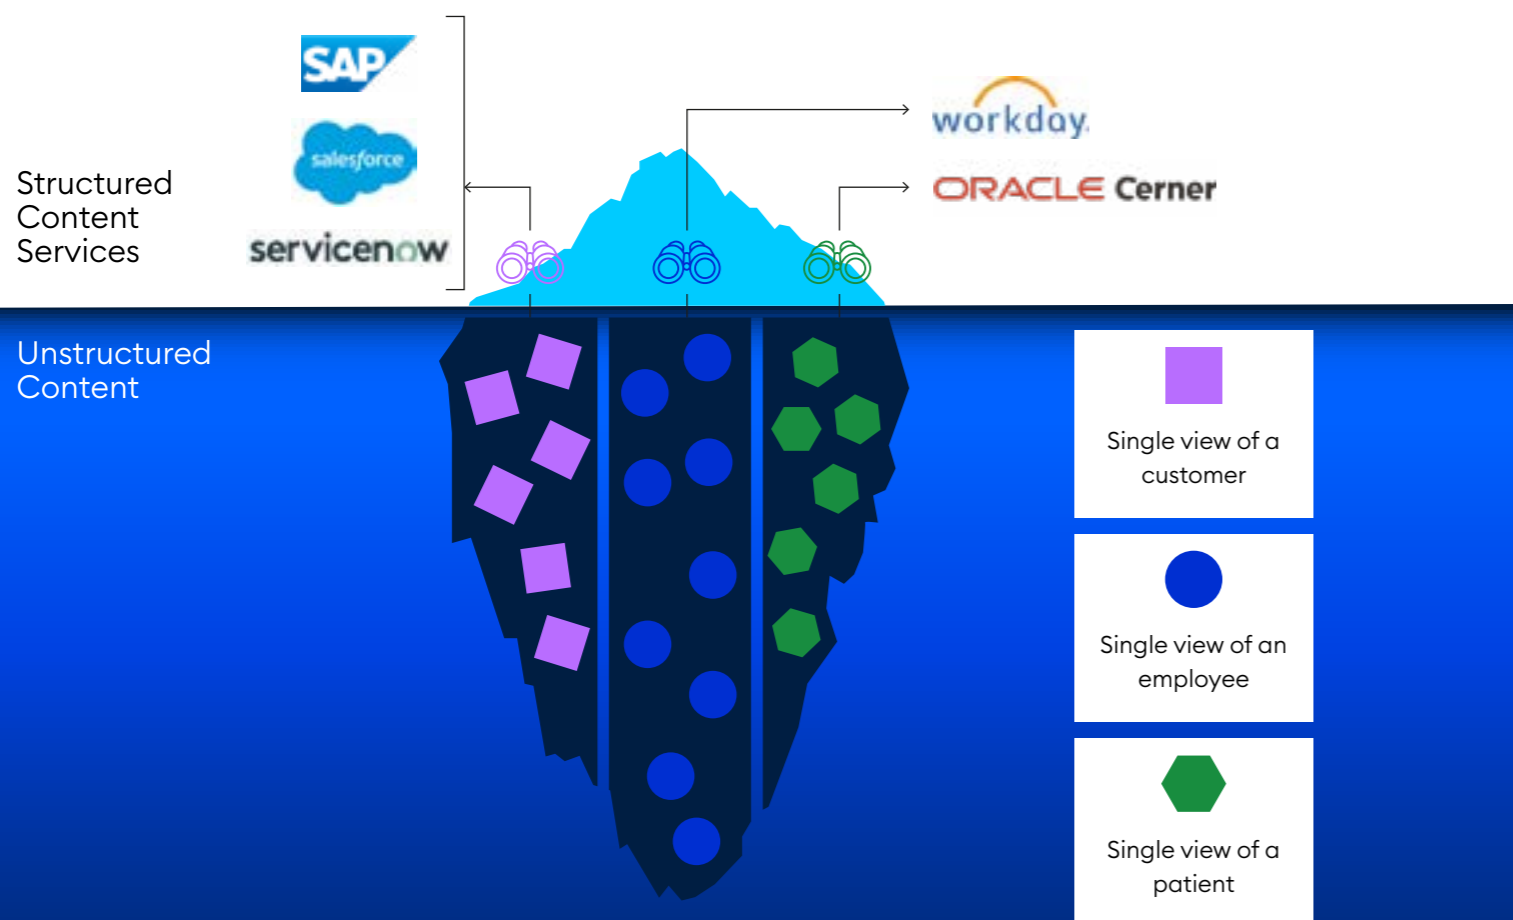 SAP
salesforce
servicenow
Structured
Content
Services
workday.
ORACLE Cerner
Unstructured
Content
Single view of a
customer
Single view of an
employee
Single view of a
patient